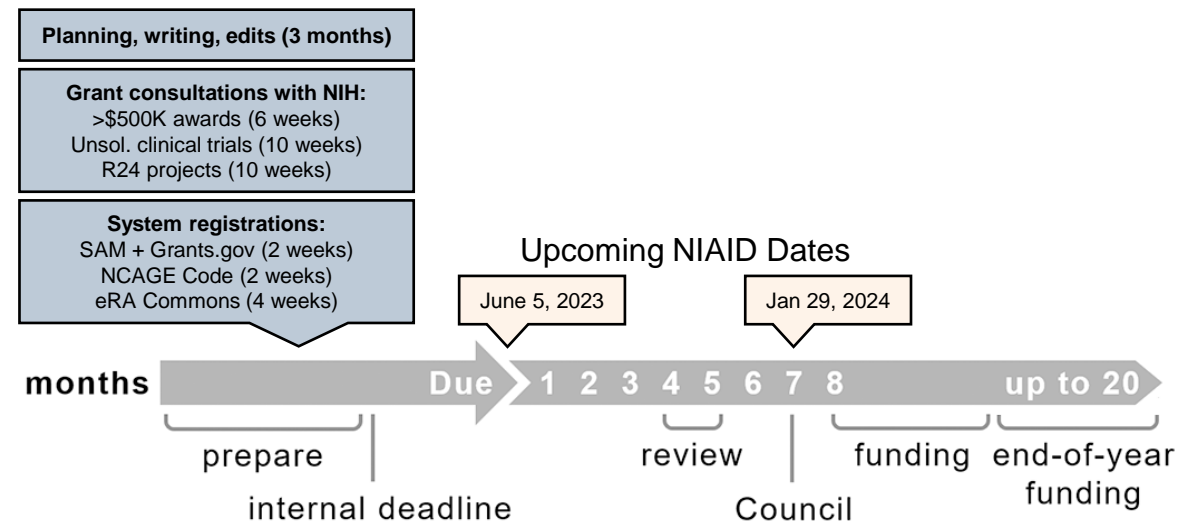 Planning, writing, edits (3 months)
Grant consultations with NIH:
>$500K awards (6 weeks)
Unsol. clinical trials (10 weeks)
R24 projects (10 weeks)
System registrations:
SAM + Grants.gov (2 weeks)
NCAGE Code (2 weeks)
eRA Commons (4 weeks)
Upcoming NIAID Dates
June 5, 2023
Jan 29, 2024
months
Due
1 2 3 4 5 6 7 8
up to 20
prepare
internal deadline
review
Council
funding
end-of-year
funding